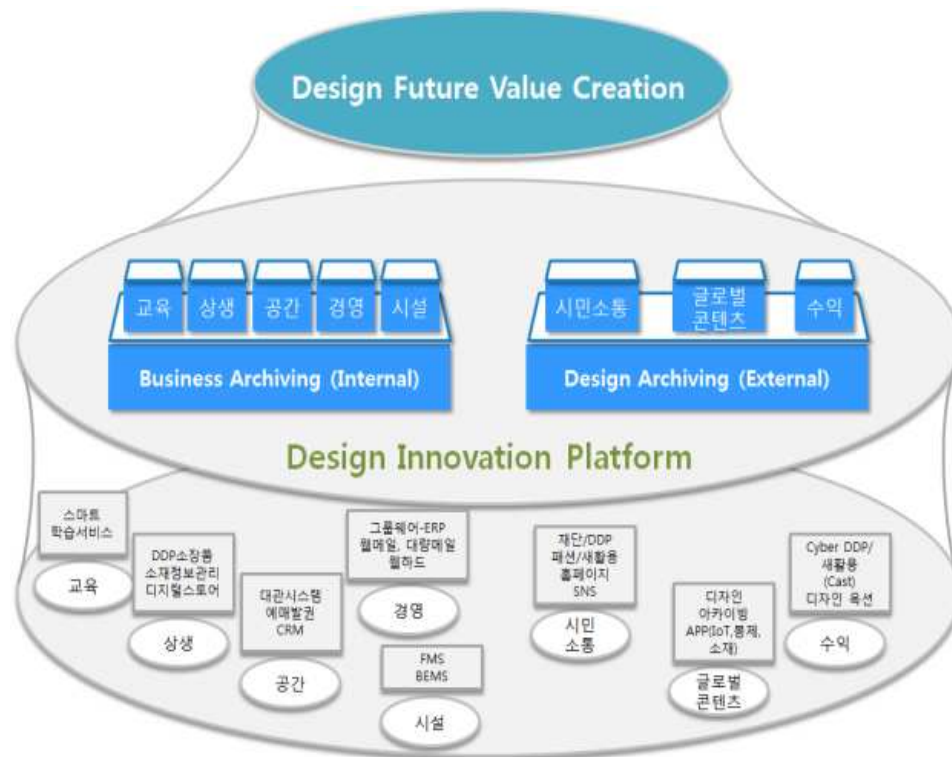 Design Future Value Creation
교육
상생
공간
경영
시설
Business Archiving (Internal)
시민소통
글로벌
콘텐츠
수익
Design Archiving (External)
Design Innovation Platform
스마트
학습서비스
교육
DDP소장품
소재정보관리
디지털스토어
상생
대관시스템
예매발권
CRM
공간
그룹웨어-ERP
웹메일, 대량메일
웹하드
경영
FMS
BEMS
시설
재단/DDP
패션/새활용
홈페이지
SNS
시민
소통
디자인
아카이빙
APP(IoT,통제,
소재)
글로벌
콘텐츠
Cyber DDP/
새활용
(Cast)
디자인 옥션
수익